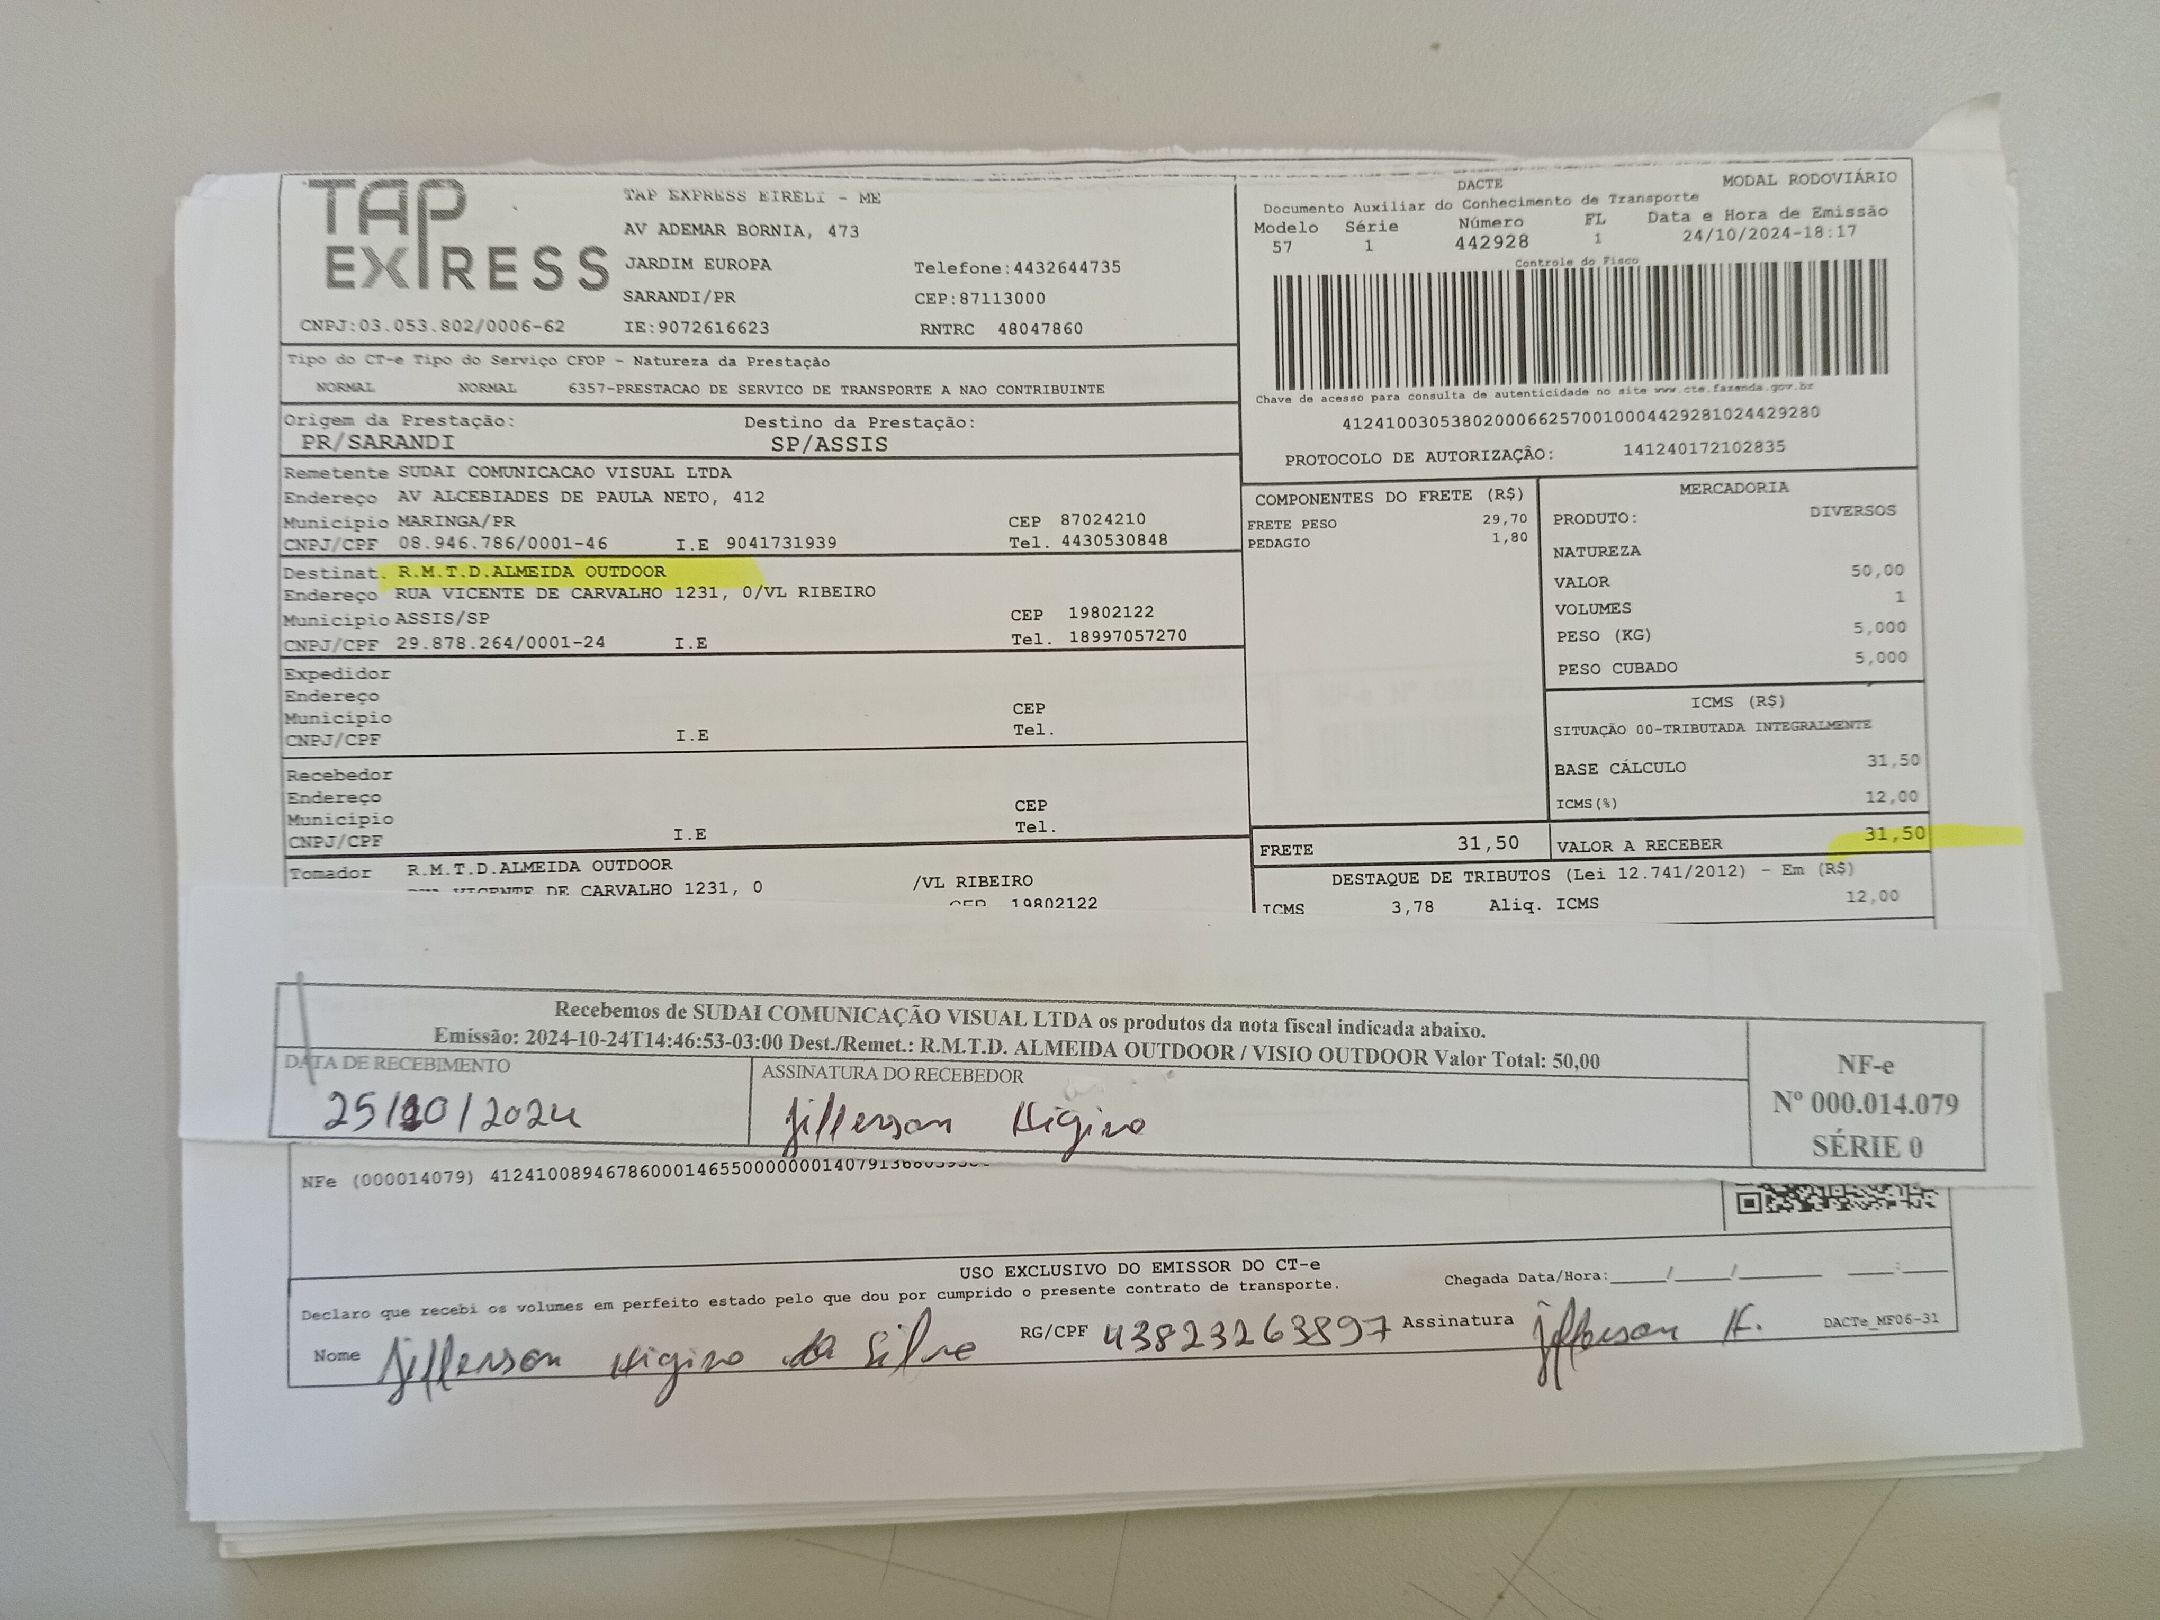 TAP EXPRESS
TAP EXPRESS EIRELI - ME
AV ADEMAR BORNIA, 473
JARDIM EUROPA Telefone:4432644735
SARANDI/PR CEP:87113000
CNPJ:03.053.802/0006-62 IE:9072616623 RNTRC 48047860
DACTE MODAL RODOVIÁRIO
Documento Auxiliar do Conhecimento de Transporte
Modelo Série Número FL Data e Hora de Emissão
57 1 442928 1 24/10/2024-18:17
Controle do Fisco
Chave de acesso para consulta de autenticidade no site www.cte.fazenda.gov.br
41241003053802000662570010004429281024429280
PROTOCOLO DE AUTORIZAÇÃO: 141240172102835
Tipo do CT-e Tipo do Serviço CFOP - Natureza da Prestação
NORMAL NORMAL 6357-PRESTACAO DE SERVICO DE TRANSPORTE A NAO CONTRIBUINTE
Origem da Prestação: Destino da Prestação:
PR/SARANDI SP/ASSIS
Remetente SUDAI COMUNICACAO VISUAL LTDA
Endereço AV ALCEBIADES DE PAULA NETO, 412
Município MARINGA/PR CEP 87024210
CNPJ/CPF 08.946.786/0001-46 I.E 9041731939 Tel. 4430530848
Destinat. R.M.T.D.ALMEIDA OUTDOOR
Endereço RUA VICENTE DE CARVALHO 1231, 0/VL RIBEIRO
Município ASSIS/SP CEP 19802122
CNPJ/CPF 29.878.264/0001-24 I.E Tel. 18997057270
Expedidor
Endereço
Município CEP
CNPJ/CPF I.E Tel.
Recebedor
Endereço
Município CEP
CNPJ/CPF I.E Tel.
Tomador R.M.T.D.ALMEIDA OUTDOOR
VICENTE DE CARVALHO 1231, 0 /VL RIBEIRO
CEP 19802122
COMPONENTES DO FRETE (R$)
FRETE PESO 29,70
PEDAGIO 1,80
MERCADORIA
PRODUTO: DIVERSOS
NATUREZA
VALOR 50,00
VOLUMES 1
PESO (KG) 5,000
PESO CUBADO 5,000
ICMS (R$)
SITUAÇÃO 00-TRIBUTADA INTEGRALMENTE
BASE CÁLCULO 31,50
ICMS(%) 12,00
FRETE 31,50 VALOR A RECEBER 31,50
DESTAQUE DE TRIBUTOS (Lei 12.741/2012) - Em (R$)
ICMS 3,78 Aliq. ICMS 12,00
Recebemos de SUDAI COMUNICAÇÃO VISUAL LTDA os produtos da nota fiscal indicada abaixo.
Emissão: 2024-10-24T14:46:53-03:00 Dest./Remet.: R.M.T.D. ALMEIDA OUTDOOR / VISIO OUTDOOR Valor Total: 50,00
DATA DE RECEBIMENTO ASSINATURA DO RECEBEDOR
25/10/2024 Jifferson Higino
NF-e
Nº 000.014.079
SÉRIE 0
NFe (000014079)
USO EXCLUSIVO DO EMISSOR DO CT-e
Declaro que recebi os volumes em perfeito estado pelo que dou por cumprido o presente contrato de transporte.
Chegada Data/Hora:____/____/______ ___:___
Nome Jifferson Higino da Silva RG/CPF 43823263897 Assinatura Jifferson H. DACTe_MF06-31